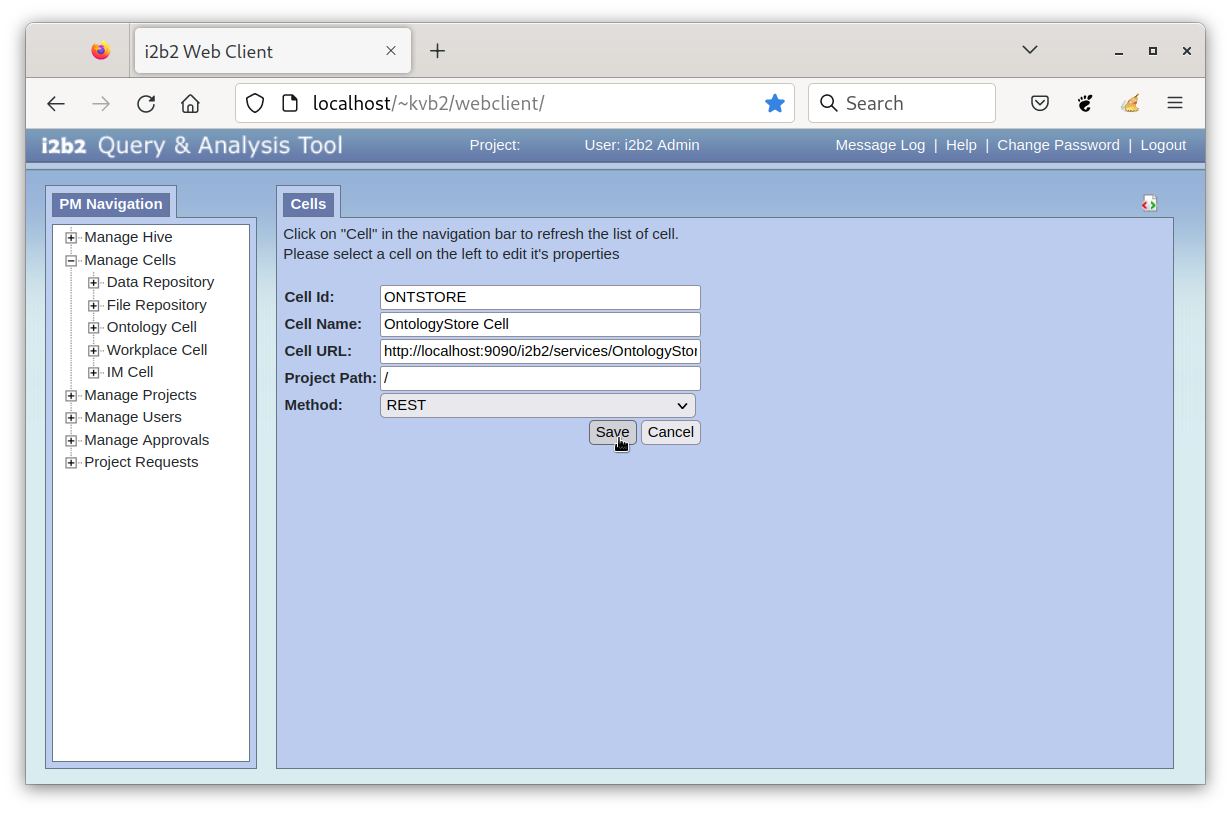 i2b2 Web Client
localhost/~kvb2/webclient/
Search
i2b2 Query & Analysis Tool
Project:
User: i2b2 Admin
Message Log | Help | Change Password | Logout
PM Navigation
Manage Hive
Manage Cells
Data Repository
File Repository
Ontology Cell
Workplace Cell
IM Cell
Manage Projects
Manage Users
Manage Approvals
Project Requests
Cells
Click on "Cell" in the navigation bar to refresh the list of cell.
Please select a cell on the left to edit it's properties
Cell Id: ONTSTORE
Cell Name: OntologyStore Cell
Cell URL: http://localhost:9090/i2b2/services/OntologyStor
Project Path: /
Method: REST
Save Cancel